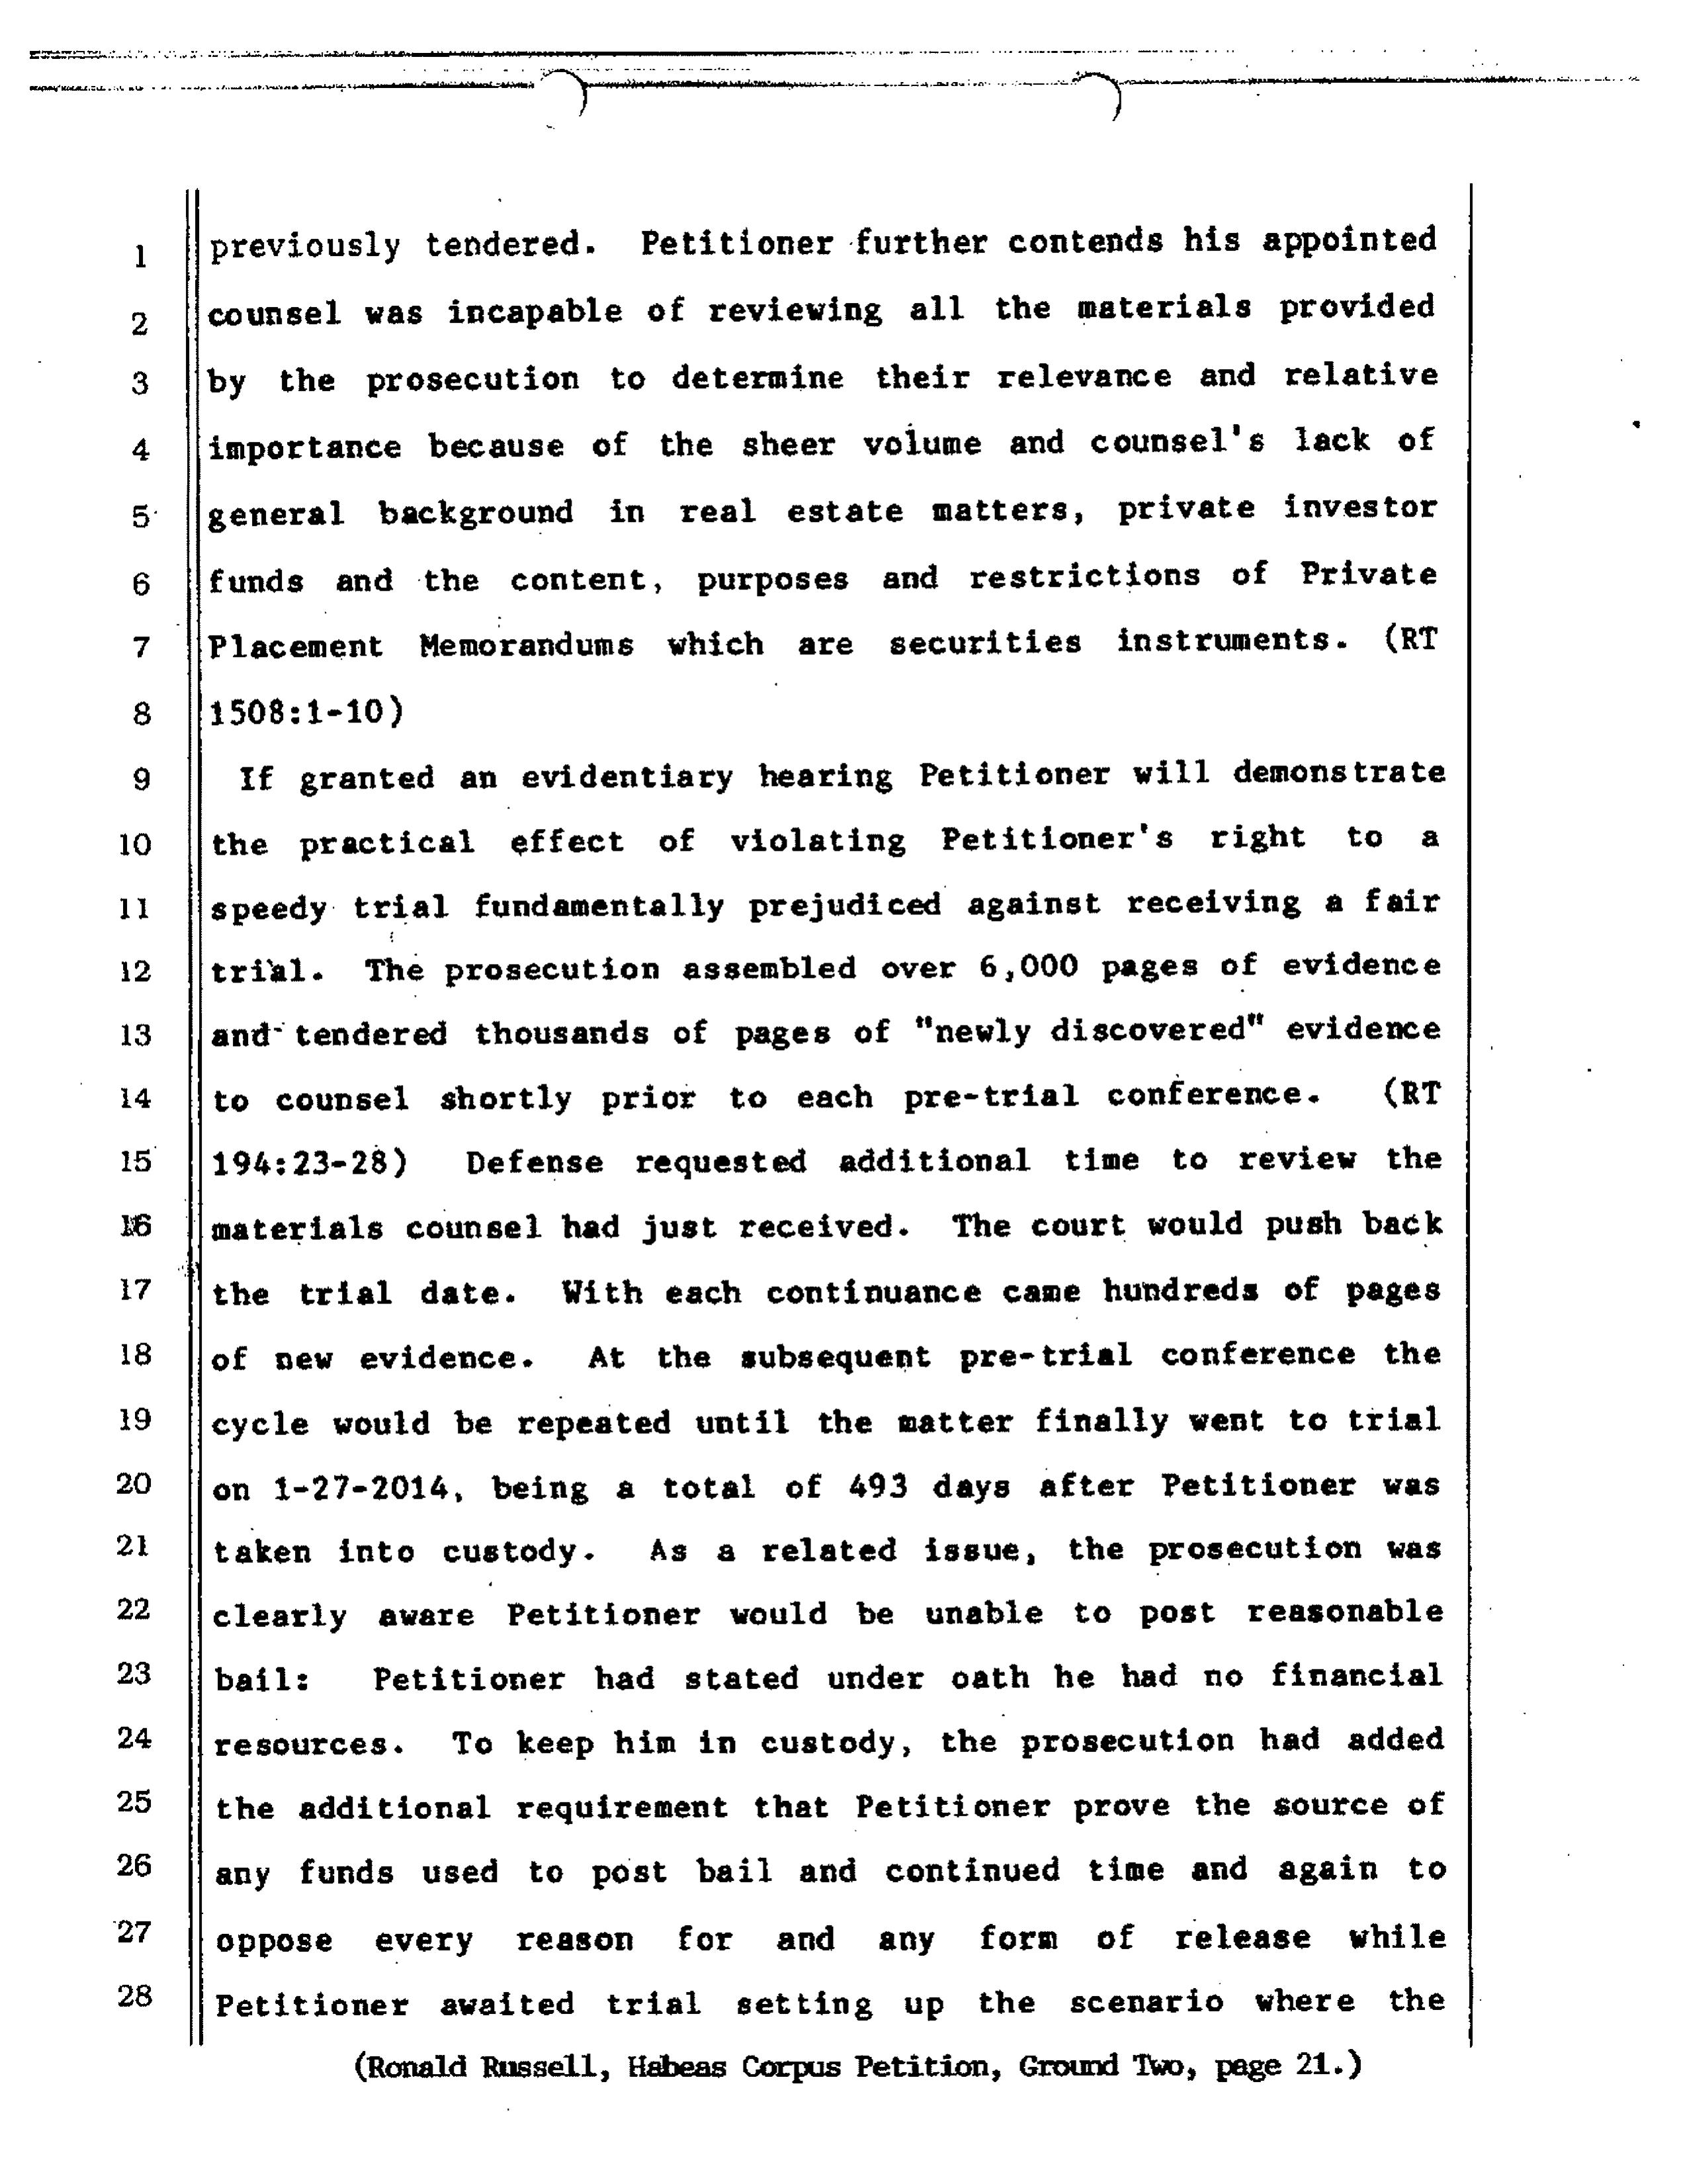 1 previously tendered. Petitioner further contends his appointed
2 counsel was incapable of reviewing all the materials provided
3 by the prosecution to determine their relevance and relative
4 importance because of the sheer volume and counsel's lack of
5 general background in real estate matters, private investor
6 funds and the content, purposes and restrictions of Private
7 Placement Memorandums which are securities instruments. (RT
8 1508:1-10)
9 If granted an evidentiary hearing Petitioner will demonstrate
10 the practical effect of violating Petitioner's right to a
11 speedy trial fundamentally prejudiced against receiving a fair
12 trial. The prosecution assembled over 6,000 pages of evidence
13 and tendered thousands of pages of "newly discovered" evidence
14 to counsel shortly prior to each pre-trial conference. (RT
15 194:23-28) Defense requested additional time to review the
16 materials counsel had just received. The court would push back
17 the trial date. With each continuance came hundreds of pages
18 of new evidence. At the subsequent pre-trial conference the
19 cycle would be repeated until the matter finally went to trial
20 on 1-27-2014, being a total of 493 days after Petitioner was
21 taken into custody. As a related issue, the prosecution was
22 clearly aware Petitioner would be unable to post reasonable
23 bail: Petitioner had stated under oath he had no financial
24 resources. To keep him in custody, the prosecution had added
25 the additional requirement that Petitioner prove the source of
26 any funds used to post bail and continued time and again to
27 oppose every reason for and any form of release while
28 Petitioner awaited trial setting up the scenario where the
(Ronald Russell, Habeas Corpus Petition, Ground Two, page 21.)